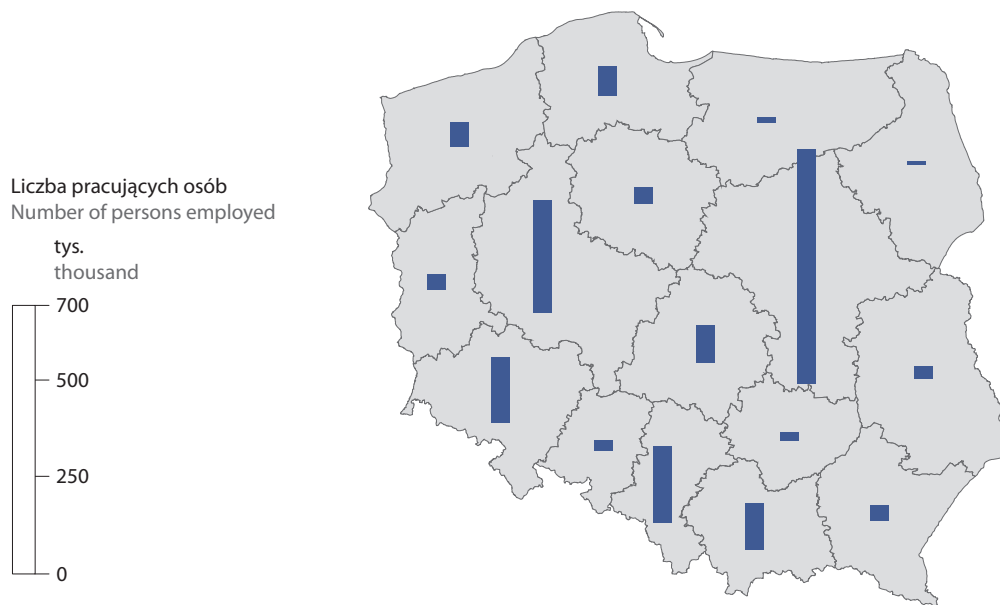 Liczba pracujących osób
Number of persons employed
tys.
thousand
700
500
250
0